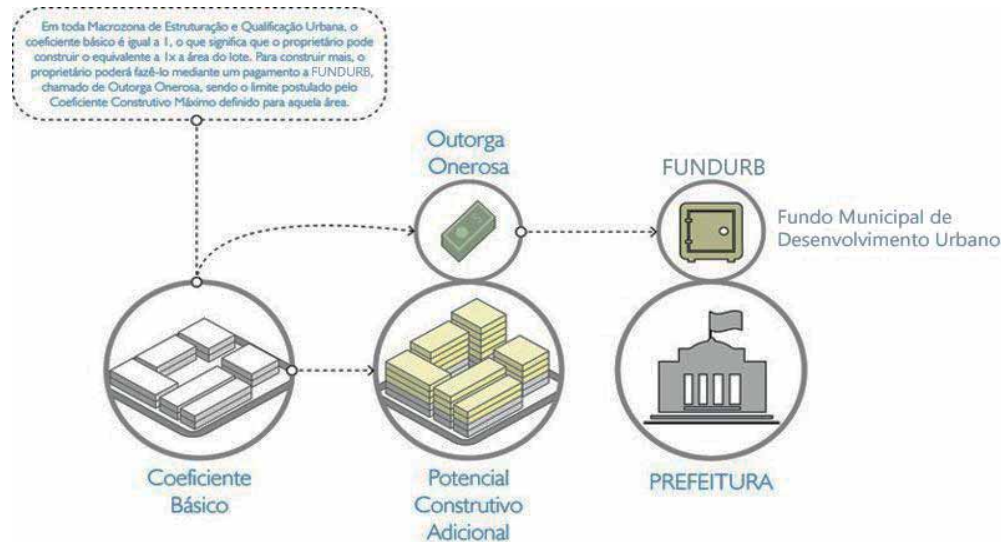 Em toda Macrozona de Estruturação e Qualificação Urbana, o
coeficiente básico é igual a 1, o que significa que o proprietário pode
construir o equivalente a 1x a área do lote. Para construir mais, o
proprietário poderá fazê-lo mediante um pagamento a FUNDURB,
chamado de Outorga Onerosa, sendo o limite postulado pelo
Coeficiente Construtivo Máximo definido para aquela área.
Outorga
Onerosa
FUNDURB
Fundo Municipal de
Desenvolvimento Urbano
Coeficiente
Básico
Potencial
Construtivo
Adicional
PREFEITURA